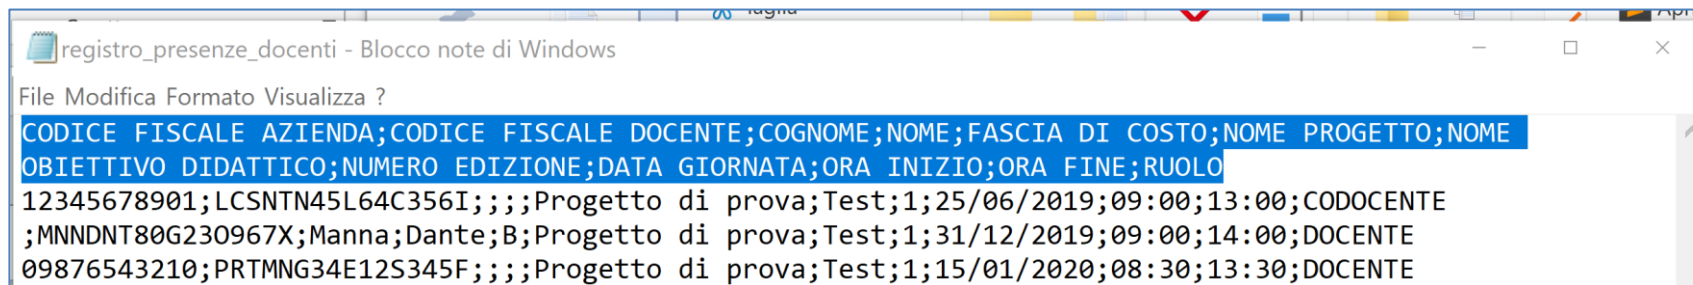 Taglia
registro_presenze_docenti - Blocco note di Windows
File Modifica Formato Visualizza ?
CODICE FISCALE AZIENDA;CODICE FISCALE DOCENTE;COGNOME;NOME;FASCIA DI COSTO;NOME PROGETTO;NOME
OBIETTIVO DIDATTICO;NUMERO EDIZIONE;DATA GIORNATA;ORA INIZIO;ORA FINE;RUOLO
12345678901;LCSNTN45L64C356I;;;;Progetto di prova;Test;1;25/06/2019;09:00;13:00;CODOCENTE
;MNNDNT80G23O967X;Manna;Dante;B;Progetto di prova;Test;1;31/12/2019;09:00;14:00;DOCENTE
09876543210;PRTMNG34E12S345F;;;;Progetto di prova;Test;1;15/01/2020;08:30;13:30;DOCENTE